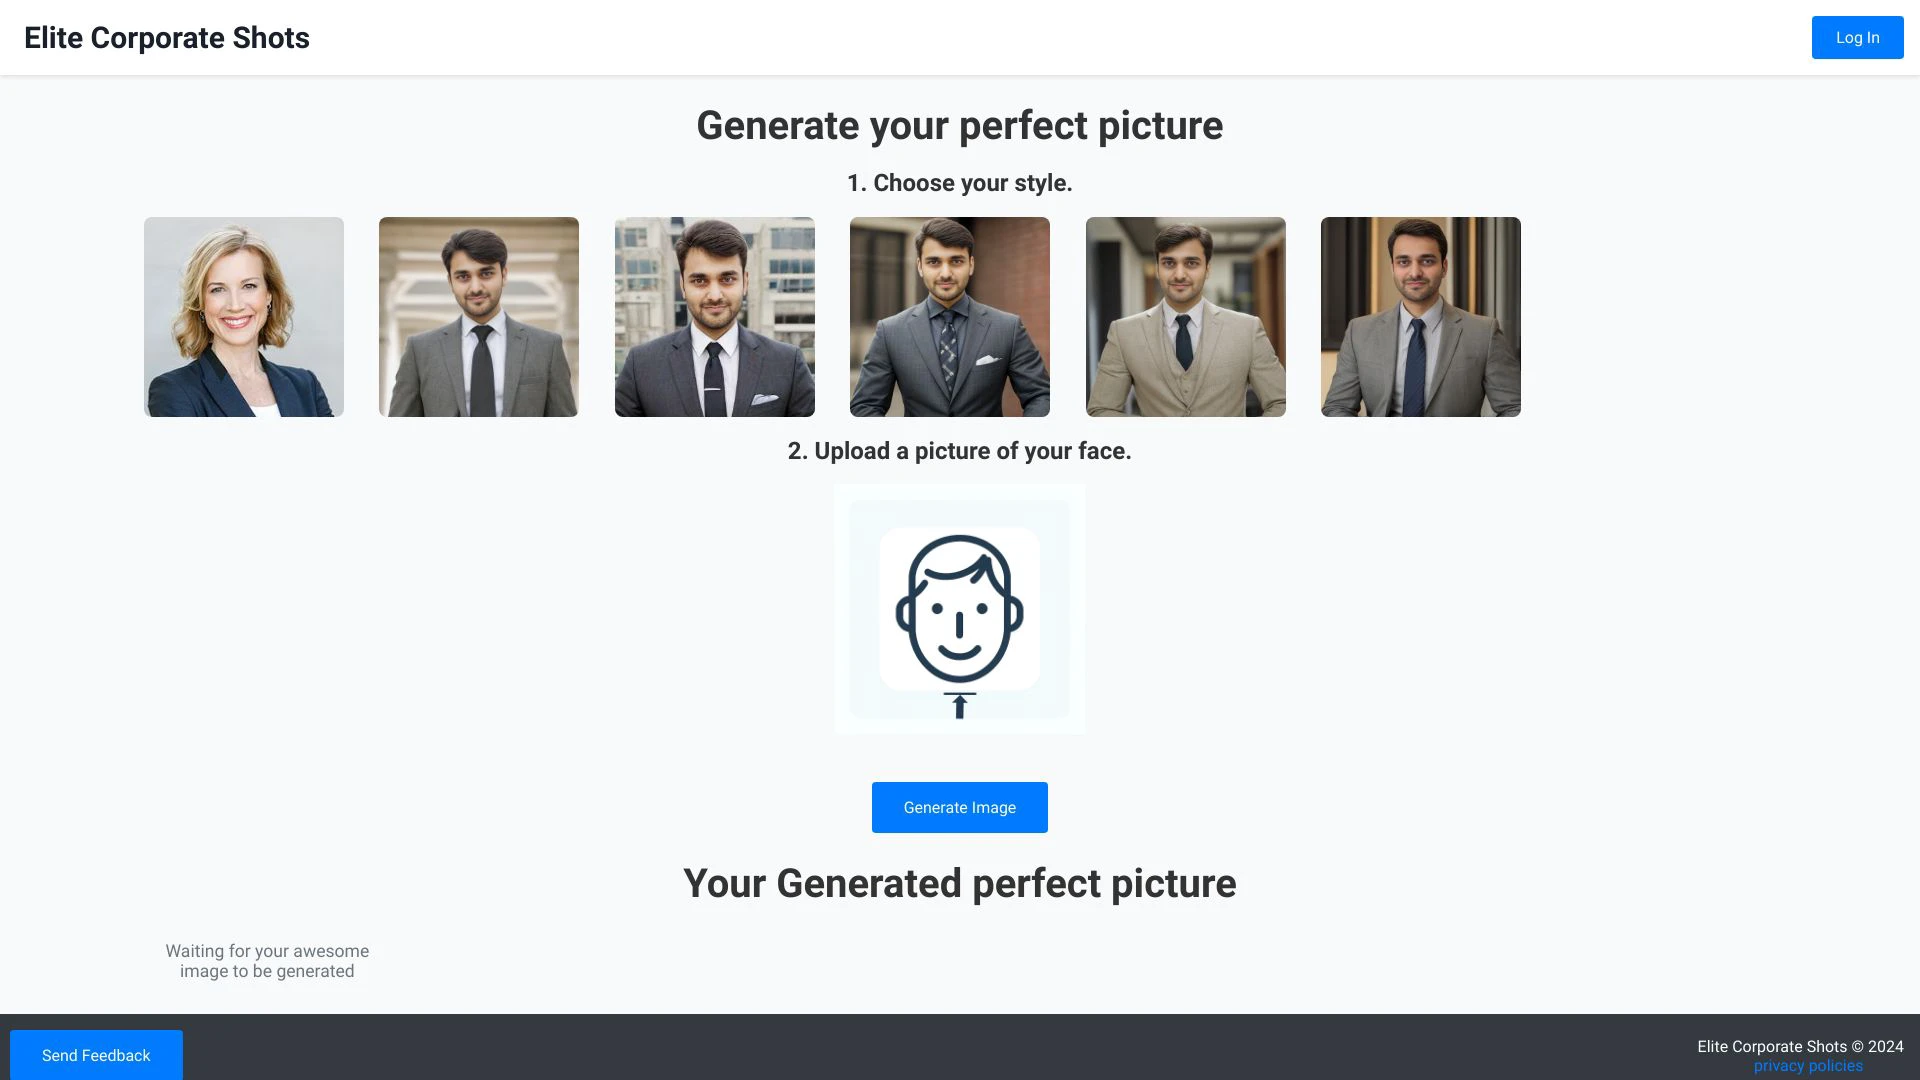 Elite Corporate Shots
Log In
Generate your perfect picture
1. Choose your style.
2. Upload a picture of your face.
Generate Image
Your Generated perfect picture
Waiting for your awesome
image to be generated
Send Feedback
Elite Corporate Shots © 2024
privacy policies